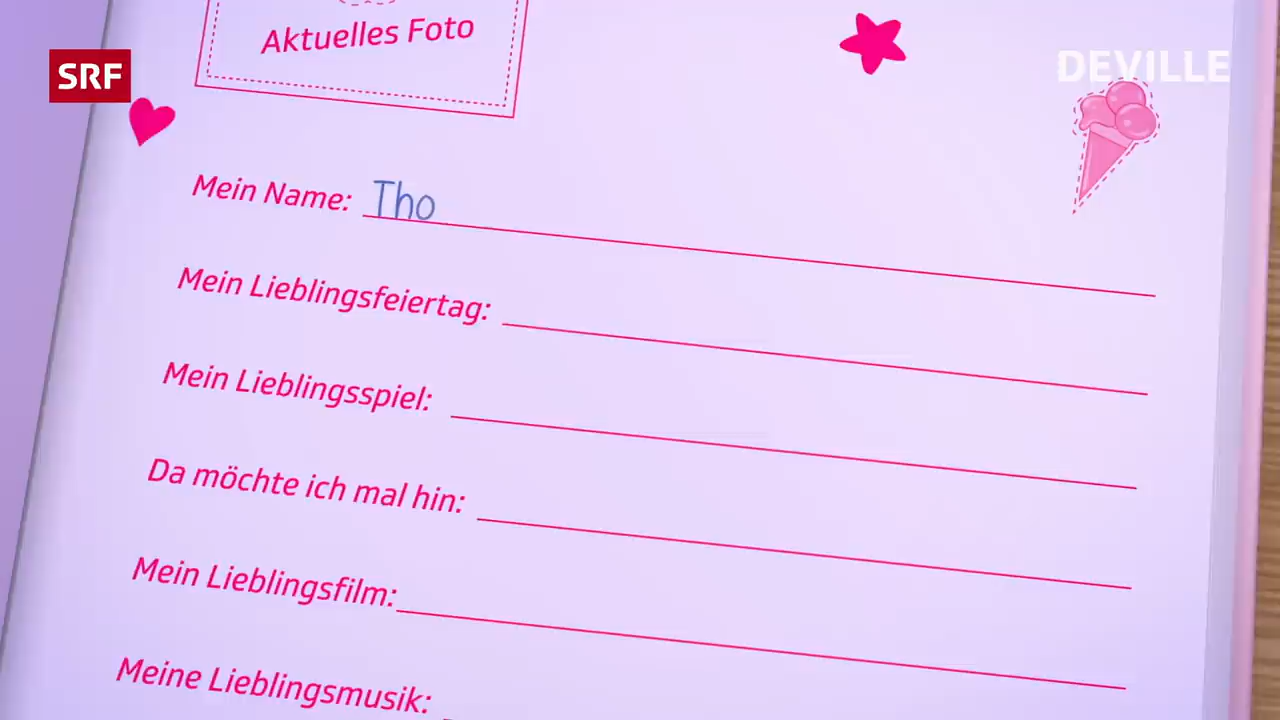 Aktuelles Foto
SRF
DEVILLE
Mein Name: Tho
Mein Lieblingsfeiertag:
Mein Lieblingsspiel:
Da möchte ich mal hin:
Mein Lieblingsfilm:
Meine Lieblingsmusik: